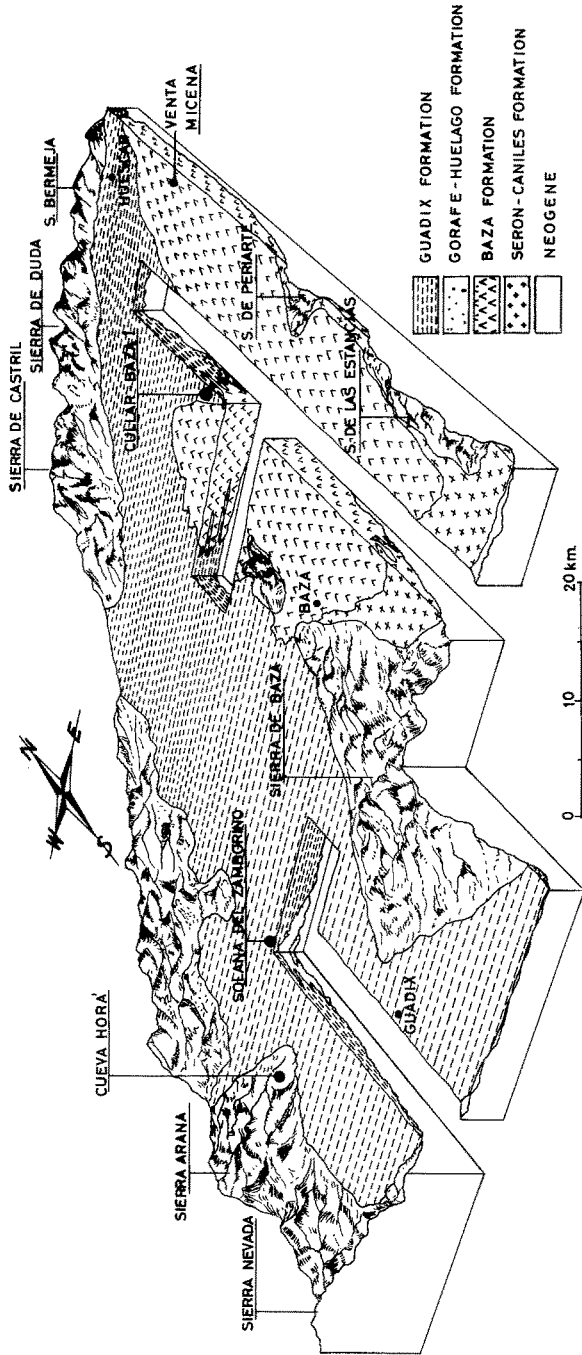 SIERRA NEVADA
SIERRA ARANA
CUEVA HORÁ
SOLANA DEL ZAMBORINO
GUADIX
SIERRA DE BAZA
BAZA
CULLAR-BAZA I
SIERRA DE CASTRIL
SIERRA DE DUDA
S. BERMEJA
HUESCAR
VENTA
MICENA
S. DE PERIARTE
S. DE LAS ESTANCIAS
N
E
S
W
0 10 20 km.
GUADIX FORMATION
GORAFE-HUELAGO FORMATION
BAZA FORMATION
SERON-CANILES FORMATION
NEOGENE